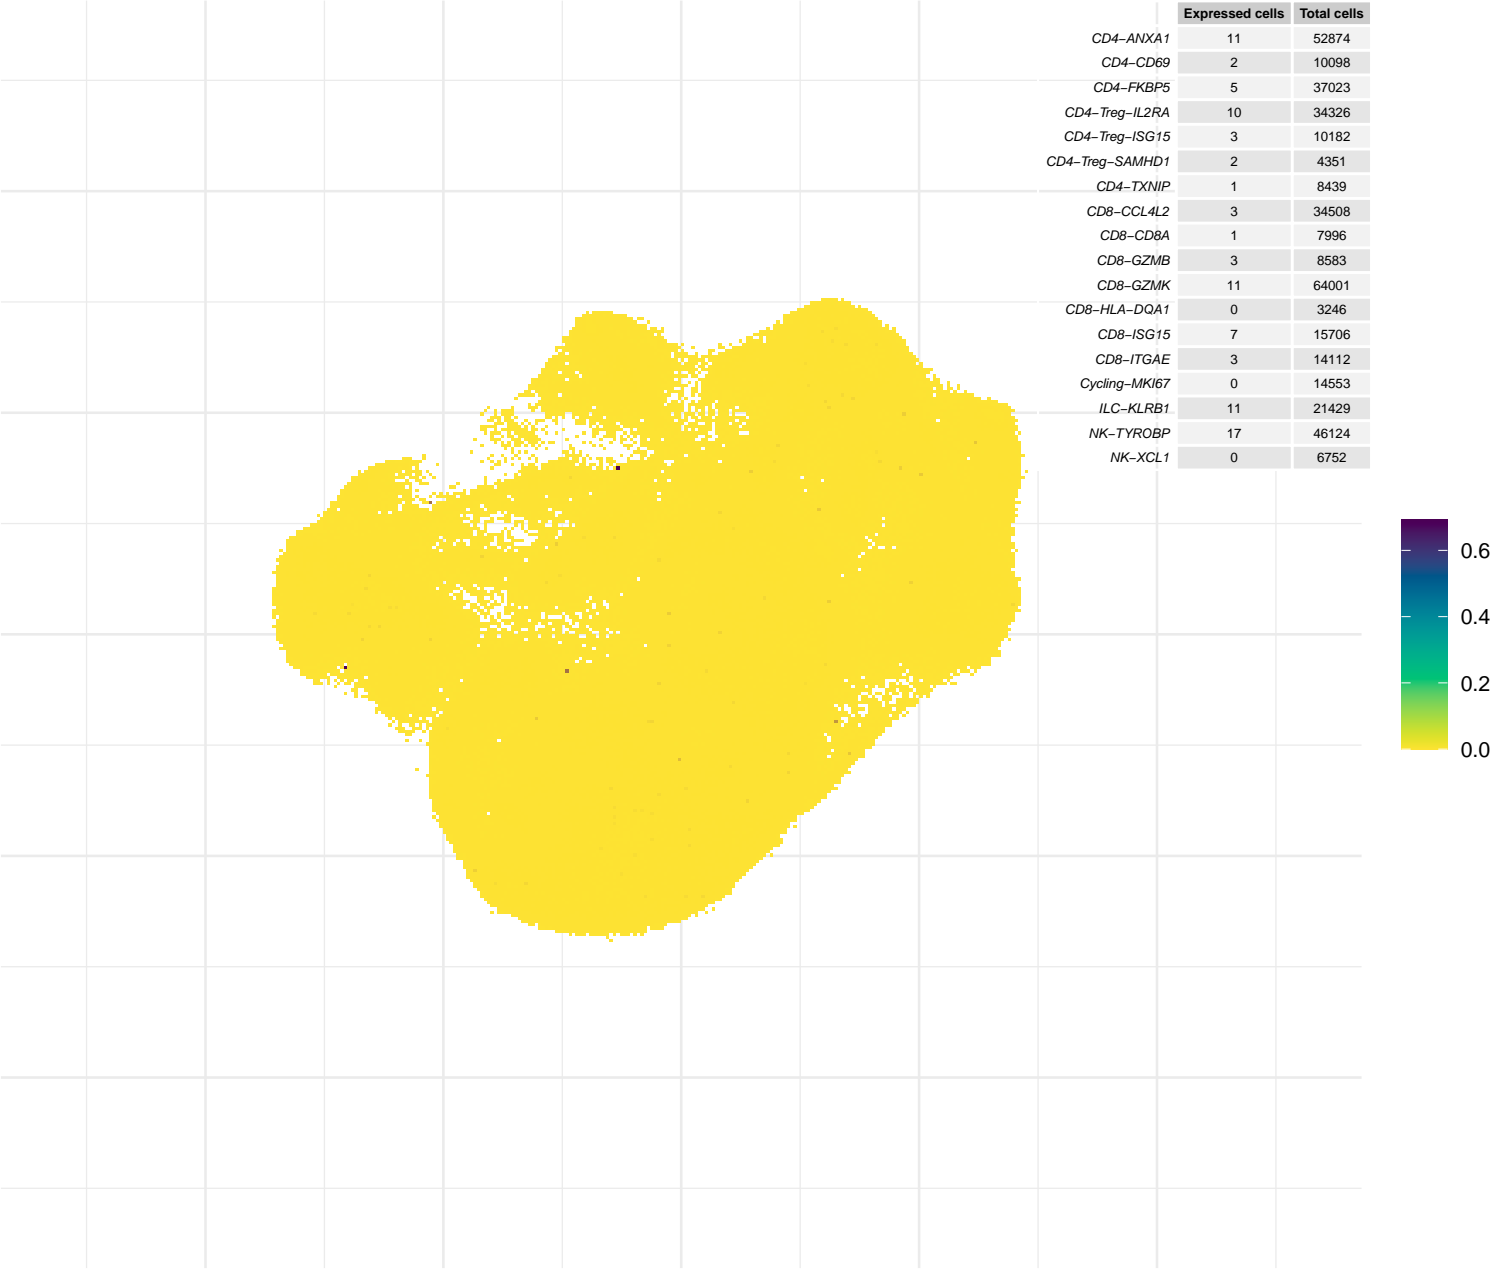 Expressed cells Total cells
CD4−ANXA1 11 52874
CD4−CD69 2 10098
CD4−FKBP5 5 37023
CD4−Treg−IL2RA 10 34326
CD4−Treg−ISG15 3 10182
CD4−Treg−SAMHD1 2 4351
CD4−TXNIP 1 8439
CD8−CCL4L2 3 34508
CD8−CD8A 1 7996
CD8−GZMB 3 8583
CD8−GZMK 11 64001
CD8−HLA−DQA1 0 3246
CD8−ISG15 7 15706
CD8−ITGAE 3 14112
Cycling−MKI67 0 14553
ILC−KLRB1 11 21429
NK−TYROBP 17 46124
NK−XCL1 0 6752
0.6
0.4
0.2
0.0